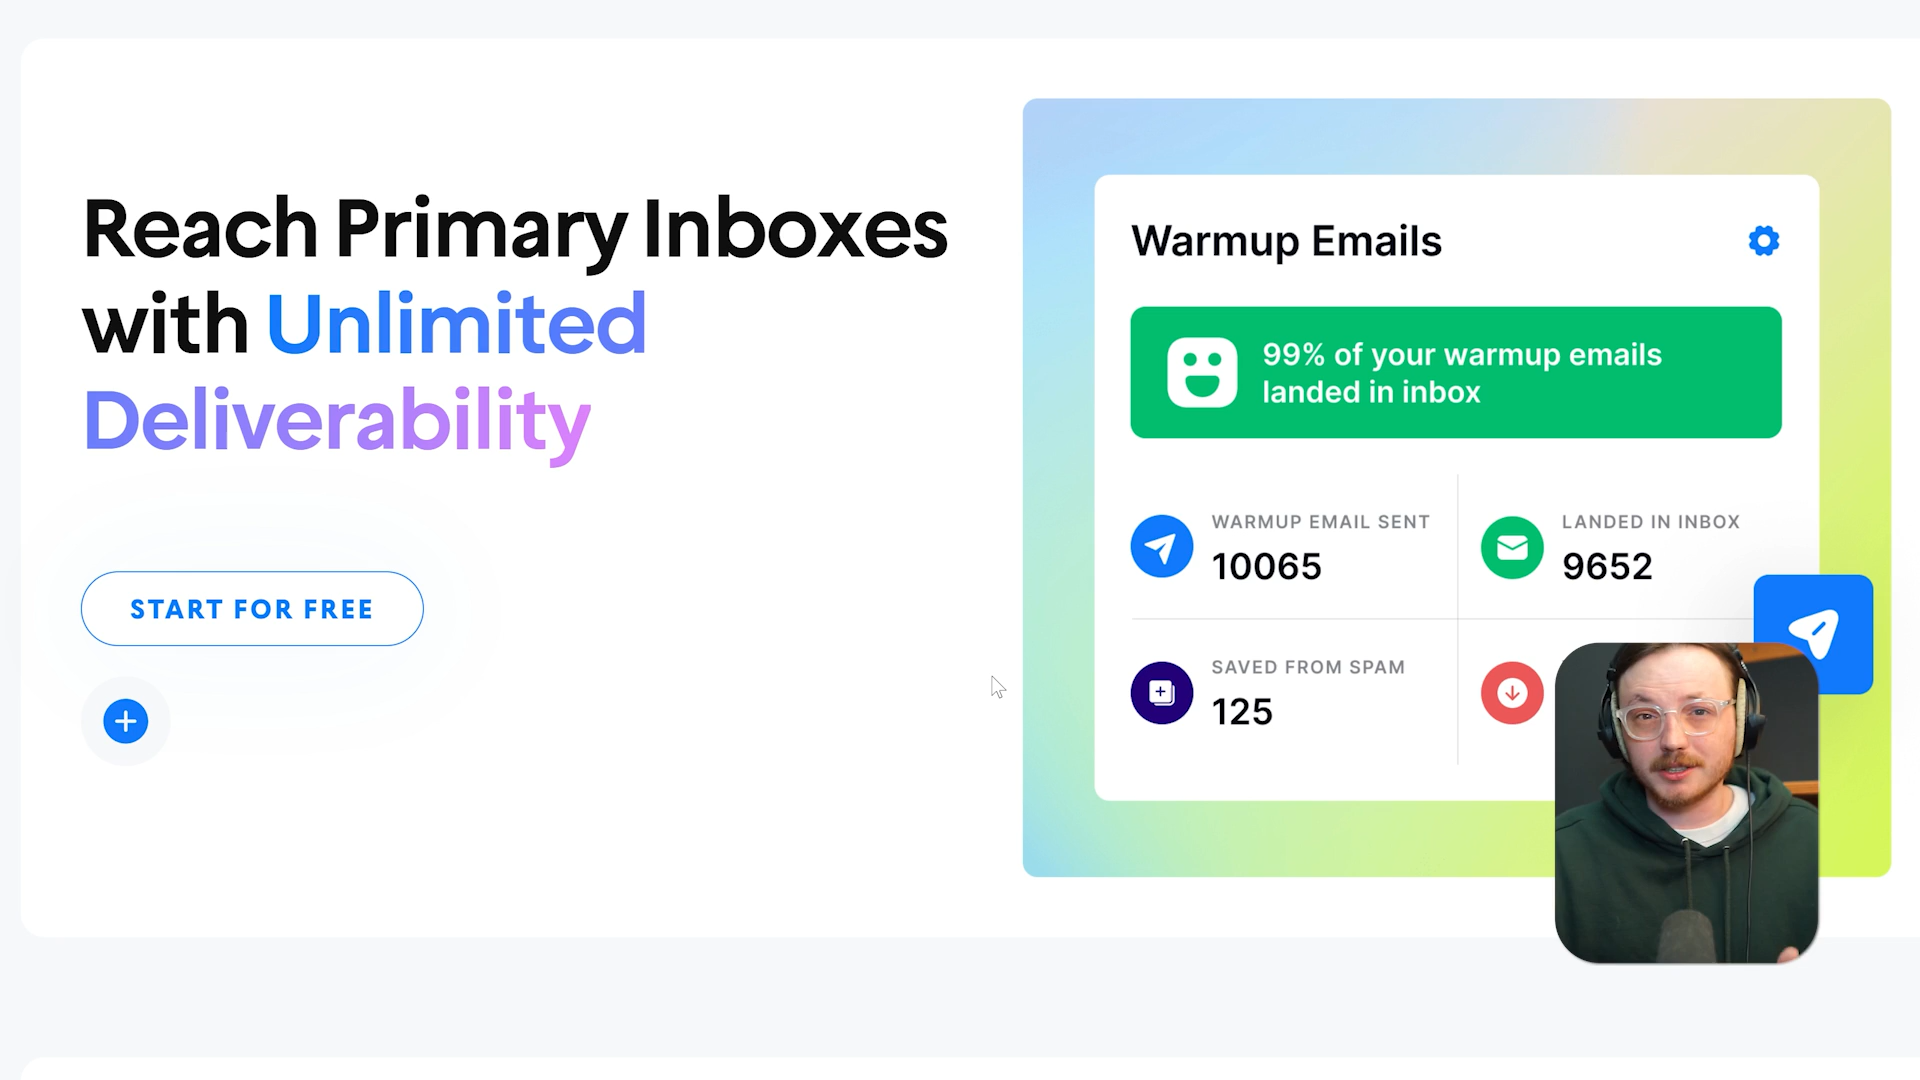 Reach Primary Inboxes
with Unlimited
Deliverability
START FOR FREE
Warmup Emails
99% of your warmup emails
landed in inbox
WARMUP EMAIL SENT
10065
LANDED IN INBOX
9652
SAVED FROM SPAM
125